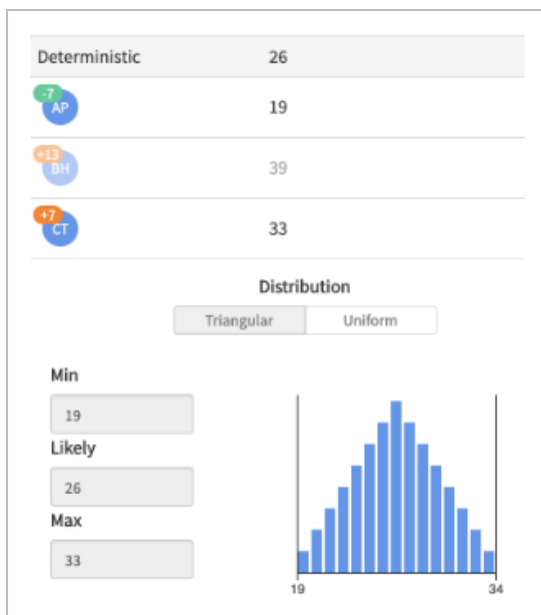 Deterministic 26
-7
AP 19
+13
BH 39
+7
CT 33
Distribution
Triangular Uniform
Min
19
Likely
26
Max
33
19 34